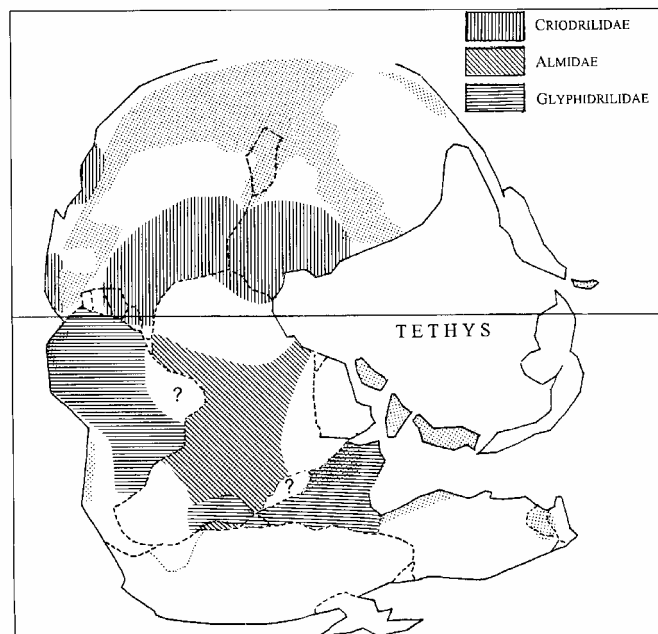 CRIODRILIDAE
ALMIDAE
GLYPHIDRILIDAE
TETHYS
?
?